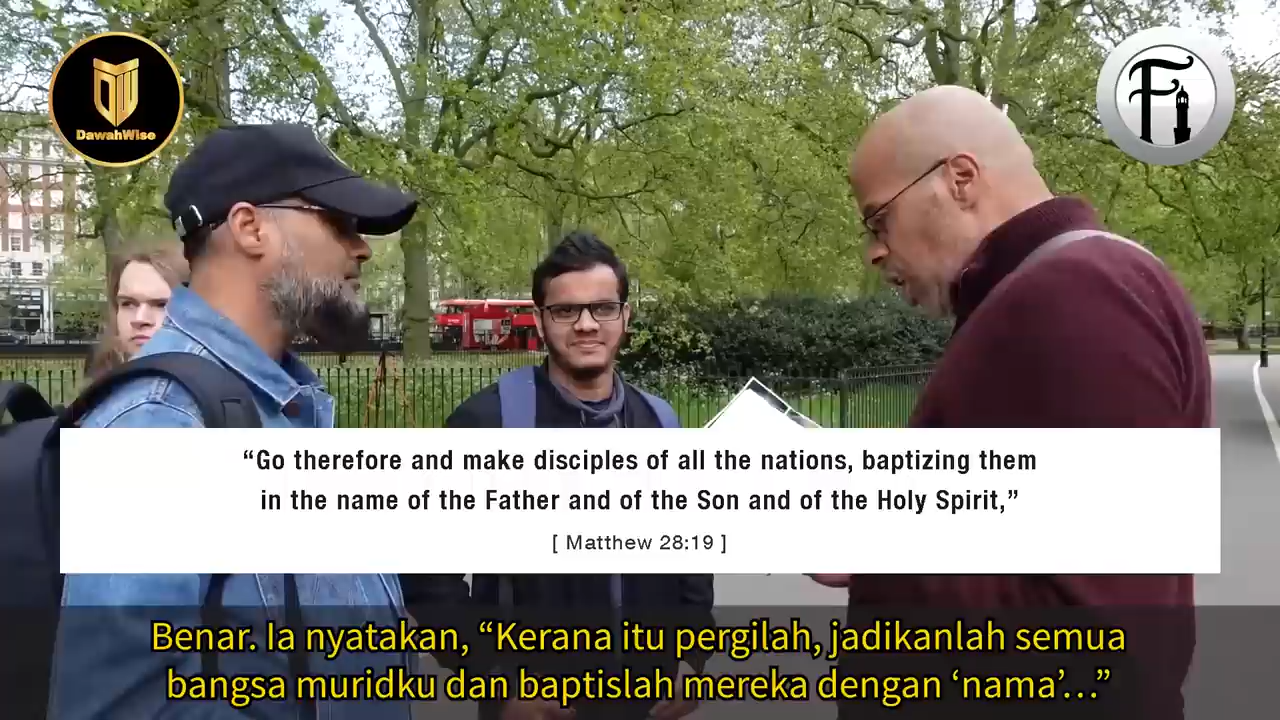 DawahWise
Fi
“Go therefore and make disciples of all the nations, baptizing them
in the name of the Father and of the Son and of the Holy Spirit,”
[ Matthew 28:19 ]
Benar. Ia nyatakan, “Kerana itu pergilah, jadikanlah semua
bangsa muridku dan baptislah mereka dengan ‘nama’…”